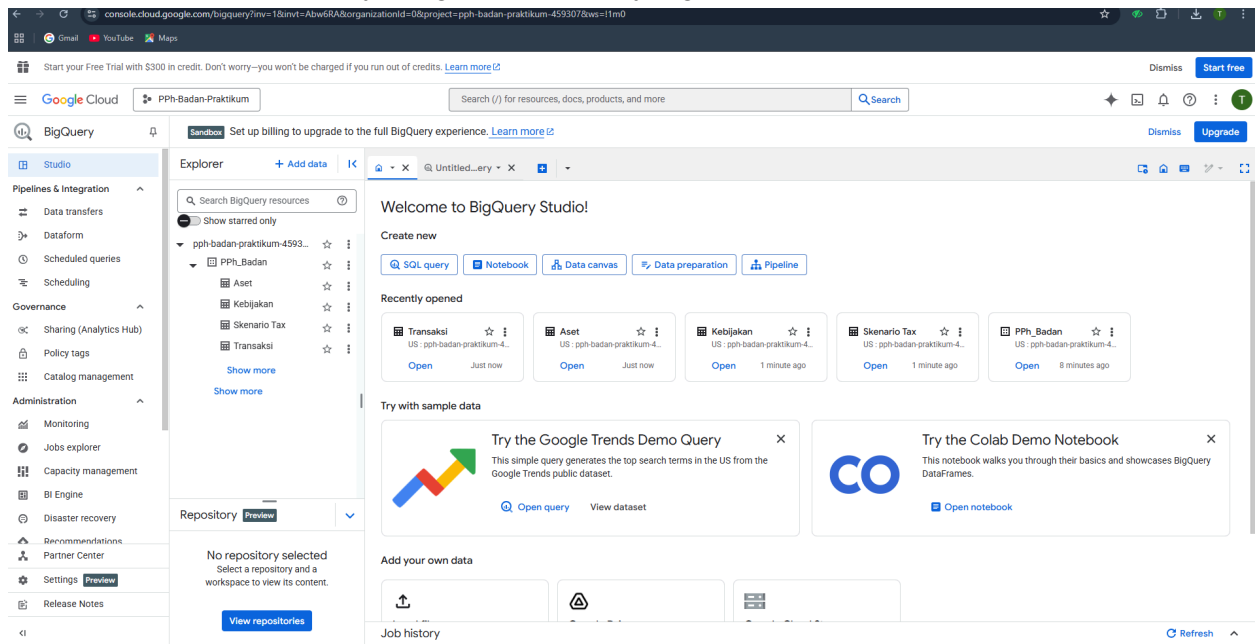 console.cloud.google.com/bigquery?inv=1&invt=Abw6RA&organizationId=0&project=pph-badan-praktikum-459307&ws=!1m0
Gmail YouTube Maps
Start your Free Trial with $300 in credit. Don't worry—you won't be charged if you run out of credits. Learn more
Dismiss Start free
Google Cloud PPh-Badan-Praktikum Search (/) for resources, docs, products, and more Search T
BigQuery
Sandbox Set up billing to upgrade to the full BigQuery experience. Learn more
Dismiss Upgrade
Studio
Pipelines & Integration
Data transfers
Dataform
Scheduled queries
Scheduling
Governance
Sharing (Analytics Hub)
Policy tags
Catalog management
Administration
Monitoring
Jobs explorer
Capacity management
BI Engine
Disaster recovery
Recommendations
Partner Center
Settings Preview
Release Notes
Explorer + Add data
Search BigQuery resources
Show starred only
pph-badan-praktikum-4593...
PPh_Badan
Aset
Kebijakan
Skenario Tax
Transaksi
Show more
Show more
Repository Preview
No repository selected
Select a repository and a
workspace to view its content.
View repositories
Untitled...ery
Welcome to BigQuery Studio!
Create new
SQL query Notebook Data canvas Data preparation Pipeline
Recently opened
Transaksi
US : pph-badan-praktikum-4...
Open Just now
Aset
US : pph-badan-praktikum-4...
Open Just now
Kebijakan
US : pph-badan-praktikum-4...
Open 1 minute ago
Skenario Tax
US : pph-badan-praktikum-4...
Open 1 minute ago
PPh_Badan
US : pph-badan-praktikum-4...
Open 8 minutes ago
Try with sample data
Try the Google Trends Demo Query
This simple query generates the top search terms in the US from the
Google Trends public dataset.
Open query View dataset
Try the Colab Demo Notebook
This notebook walks you through their basics and showcases BigQuery
DataFrames.
Open notebook
Add your own data
Job history
Refresh